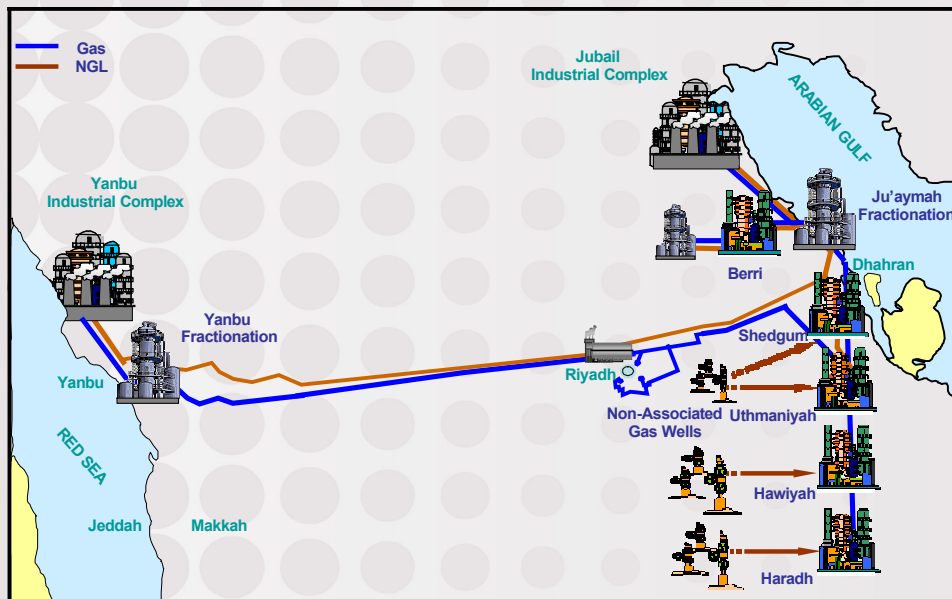 Gas
NGL
Jubail
Industrial Complex
ARABIAN GULF
Yanbu
Industrial Complex
Ju'aymah
Fractionation
Berri
Dhahran
Yanbu
Fractionation
Shedgum
Riyadh
Yanbu
Non-Associated
Gas Wells
Uthmaniyah
RED SEA
Hawiyah
Jeddah
Makkah
Haradh